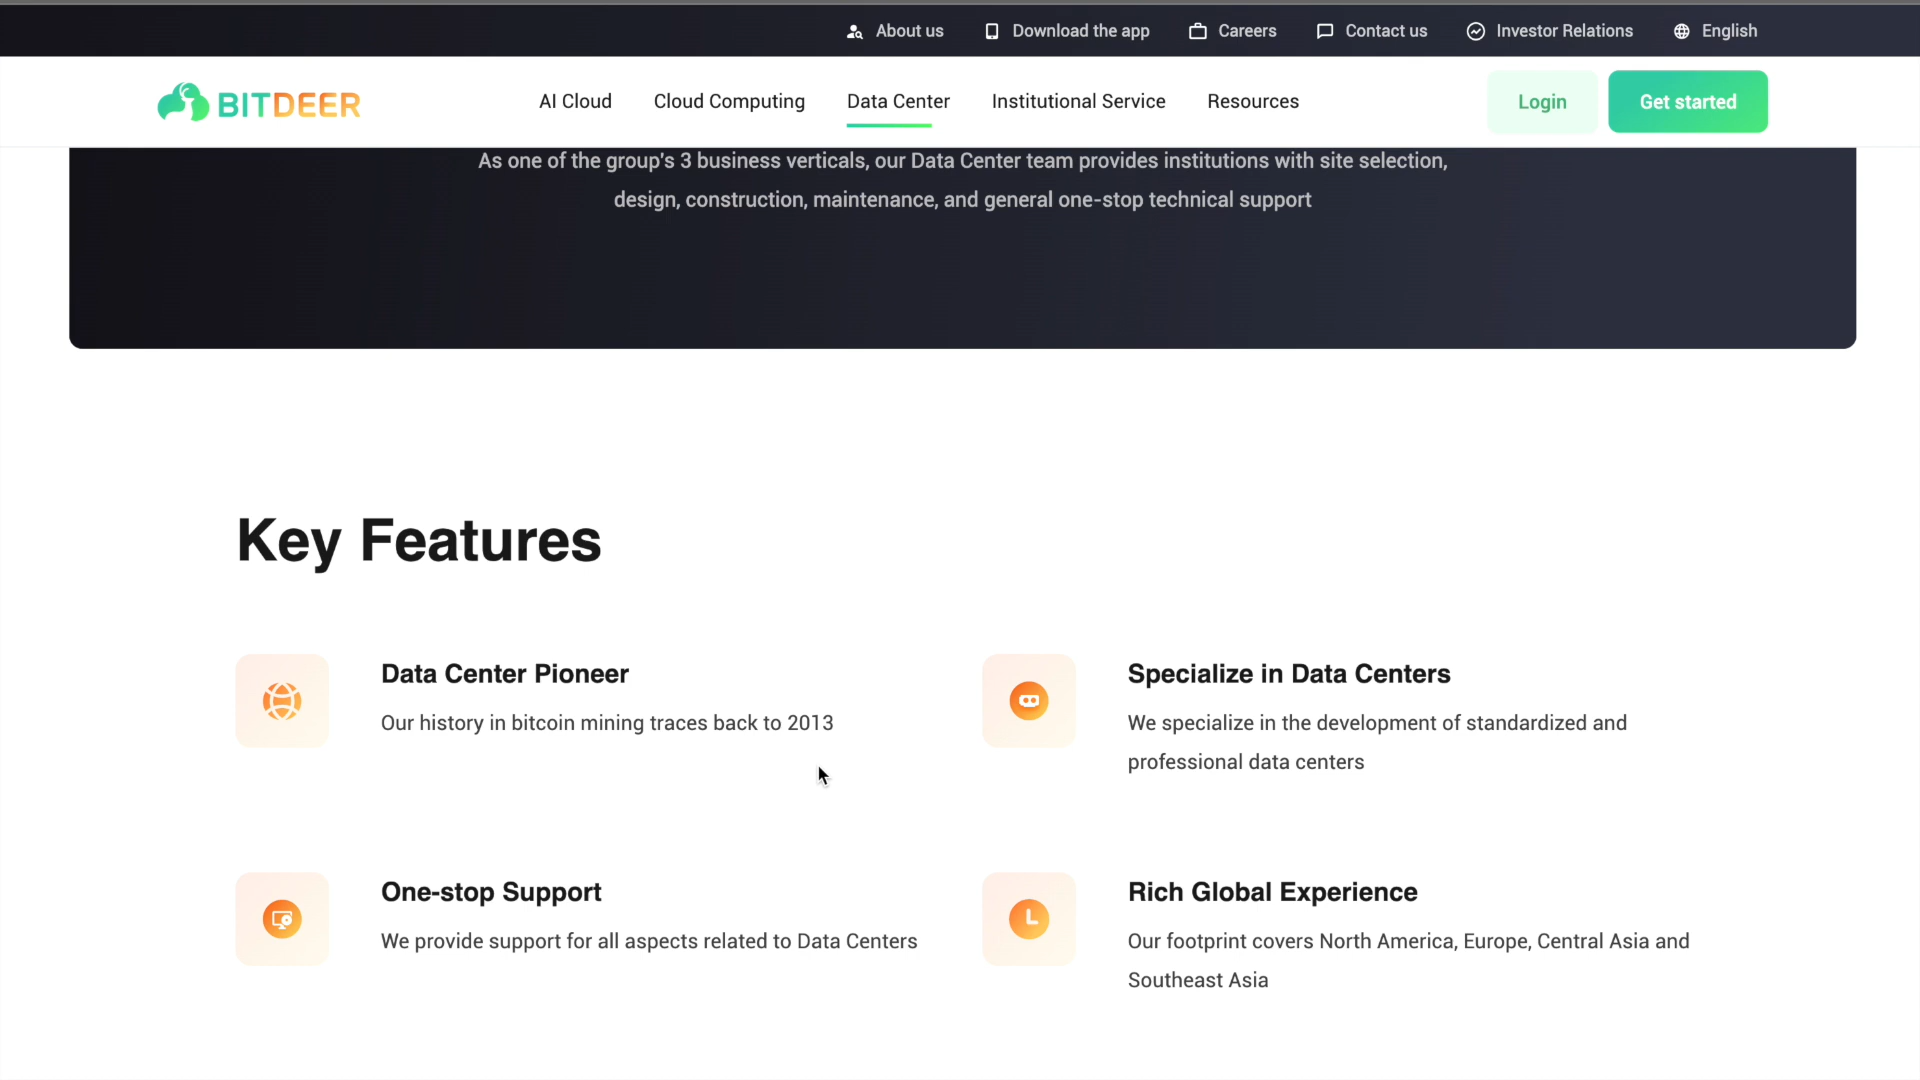 About us
Download the app
Careers
Contact us
Investor Relations
English
BITDEER
AI Cloud
Cloud Computing
Data Center
Institutional Service
Resources
Login
Get started
As one of the group's 3 business verticals, our Data Center team provides institutions with site selection,
design, construction, maintenance, and general one-stop technical support
Key Features
Data Center Pioneer
Our history in bitcoin mining traces back to 2013
Specialize in Data Centers
We specialize in the development of standardized and
professional data centers
One-stop Support
We provide support for all aspects related to Data Centers
Rich Global Experience
Our footprint covers North America, Europe, Central Asia and
Southeast Asia